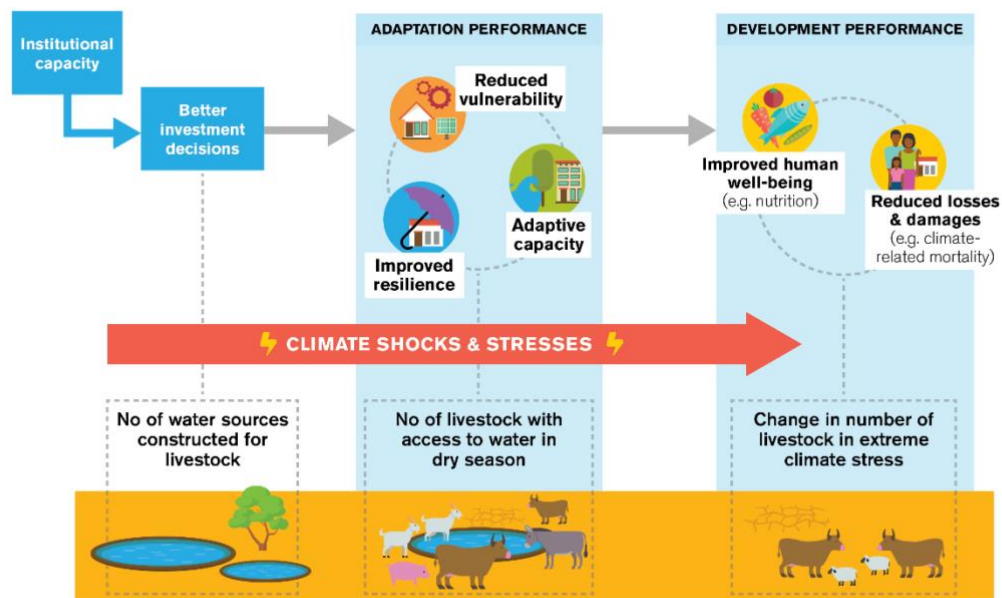 Institutional
capacity
Better
investment
decisions
ADAPTATION PERFORMANCE
Reduced
vulnerability
Adaptive
capacity
Improved
resilience
DEVELOPMENT PERFORMANCE
Improved human
well-being
(e.g. nutrition)
Reduced losses
& damages
(e.g. climate-
related mortality)
CLIMATE SHOCKS & STRESSES
No of water sources
constructed for
livestock
No of livestock with
access to water in
dry season
Change in number of
livestock in extreme
climate stress